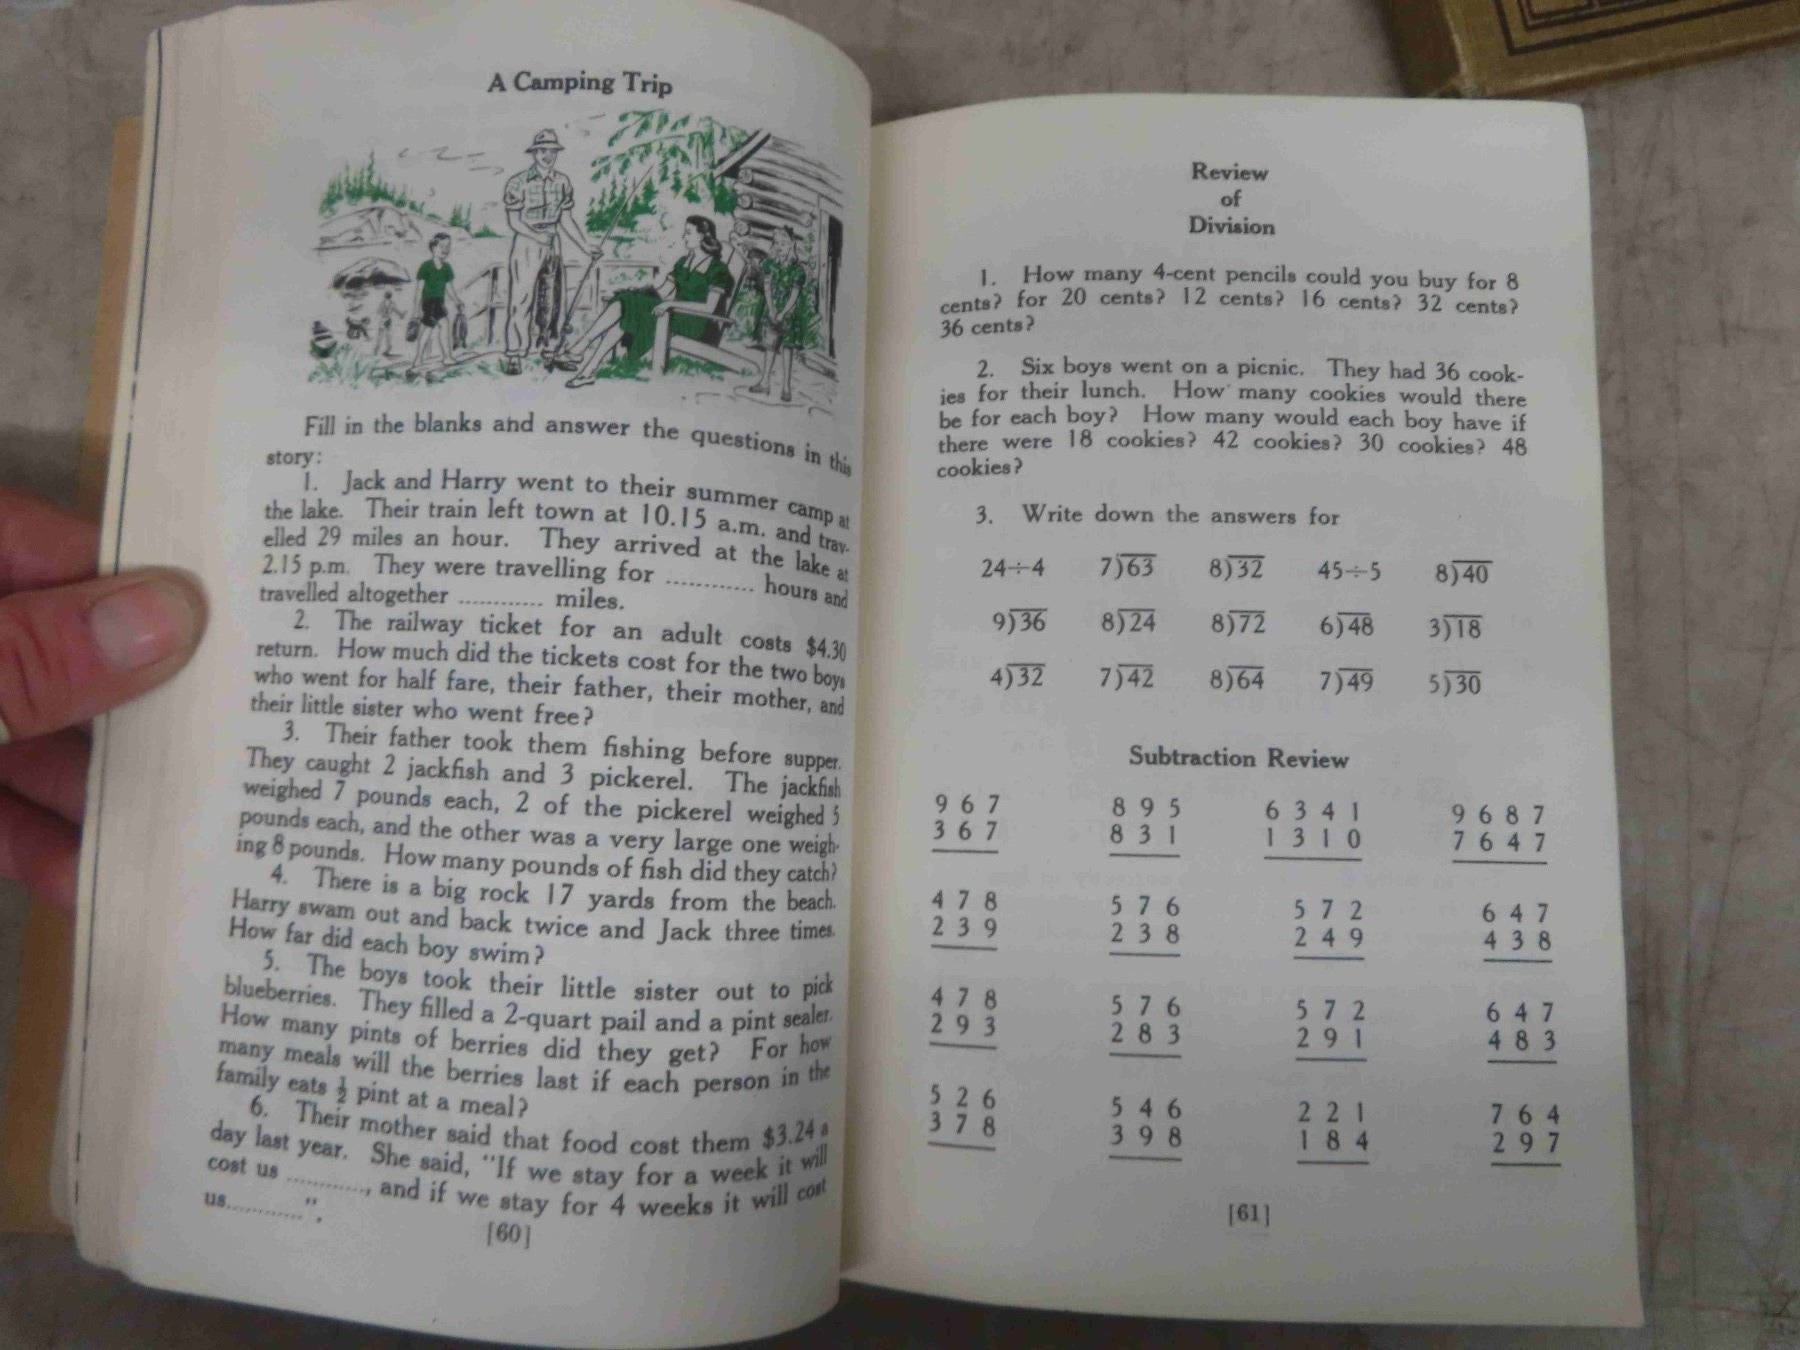 A Camping Trip
Fill in the blanks and answer the questions in this
story:
1. Jack and Harry went to their summer camp at
the lake. Their train left town at 10.15 a.m. and trav-
elled 29 miles an hour. They arrived at the lake at
2.15 p.m. They were travelling for ............ hours and
travelled altogether ............ miles.
2. The railway ticket for an adult costs $4.30
return. How much did the tickets cost for the two boys
who went for half fare, their father, their mother, and
their little sister who went free?
3. Their father took them fishing before supper.
They caught 2 jackfish and 3 pickerel. The jackfish
weighed 7 pounds each, 2 of the pickerel weighed 5
pounds each, and the other was a very large one weigh-
ing 8 pounds. How many pounds of fish did they catch?
4. There is a big rock 17 yards from the beach.
Harry swam out and back twice and Jack three times.
How far did each boy swim?
5. The boys took their little sister out to pick
blueberries. They filled a 2-quart pail and a pint sealer.
How many pints of berries did they get? For how
many meals will the berries last if each person in the
family eats ½ pint at a meal?
6. Their mother said that food cost them $3.24 a
day last year. She said, "If we stay for a week it will
cost us ............, and if we stay for 4 weeks it will cost
us............".
[60]
Review
of
Division
1. How many 4-cent pencils could you buy for 8
cents? for 20 cents? 12 cents? 16 cents? 32 cents?
36 cents?
2. Six boys went on a picnic. They had 36 cook-
ies for their lunch. How many cookies would there
be for each boy? How many would each boy have if
there were 18 cookies? 42 cookies? 30 cookies? 48
cookies?
3. Write down the answers for
24÷4 7)63 8)32 45÷5 8)40
9)36 8)24 8)72 6)48 3)18
4)32 7)42 8)64 7)49 5)30
Subtraction Review
967 895 6341 9687
367 831 1310 7647
478 576 572 647
239 238 249 438
478 576 572 647
293 283 291 483
526 546 221 764
378 398 184 297
[61]